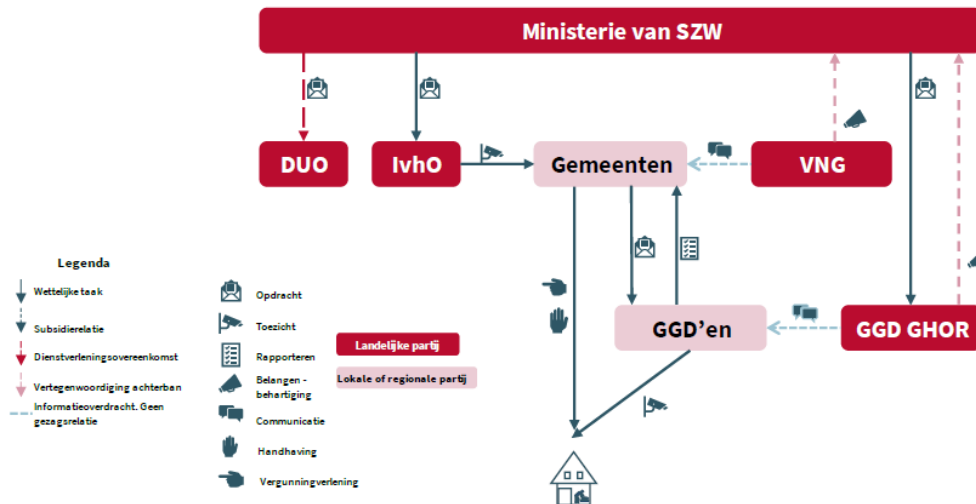 Ministerie van SZW
DUO
IvhO
Gemeenten
VNG
GGD'en
GGD GHOR
Legenda
Wettelijke taak
Subsidierelatie
Dienstverleningsovereenkomst
Vertegenwoordiging achterban
Informatieoverdracht. Geen
gezagsrelatie
Opdracht
Toezicht
Rapporteren
Belangen -
behartiging
Communicatie
Handhaving
Vergunningverlening
Landelijke partij
Lokale of regionale partij